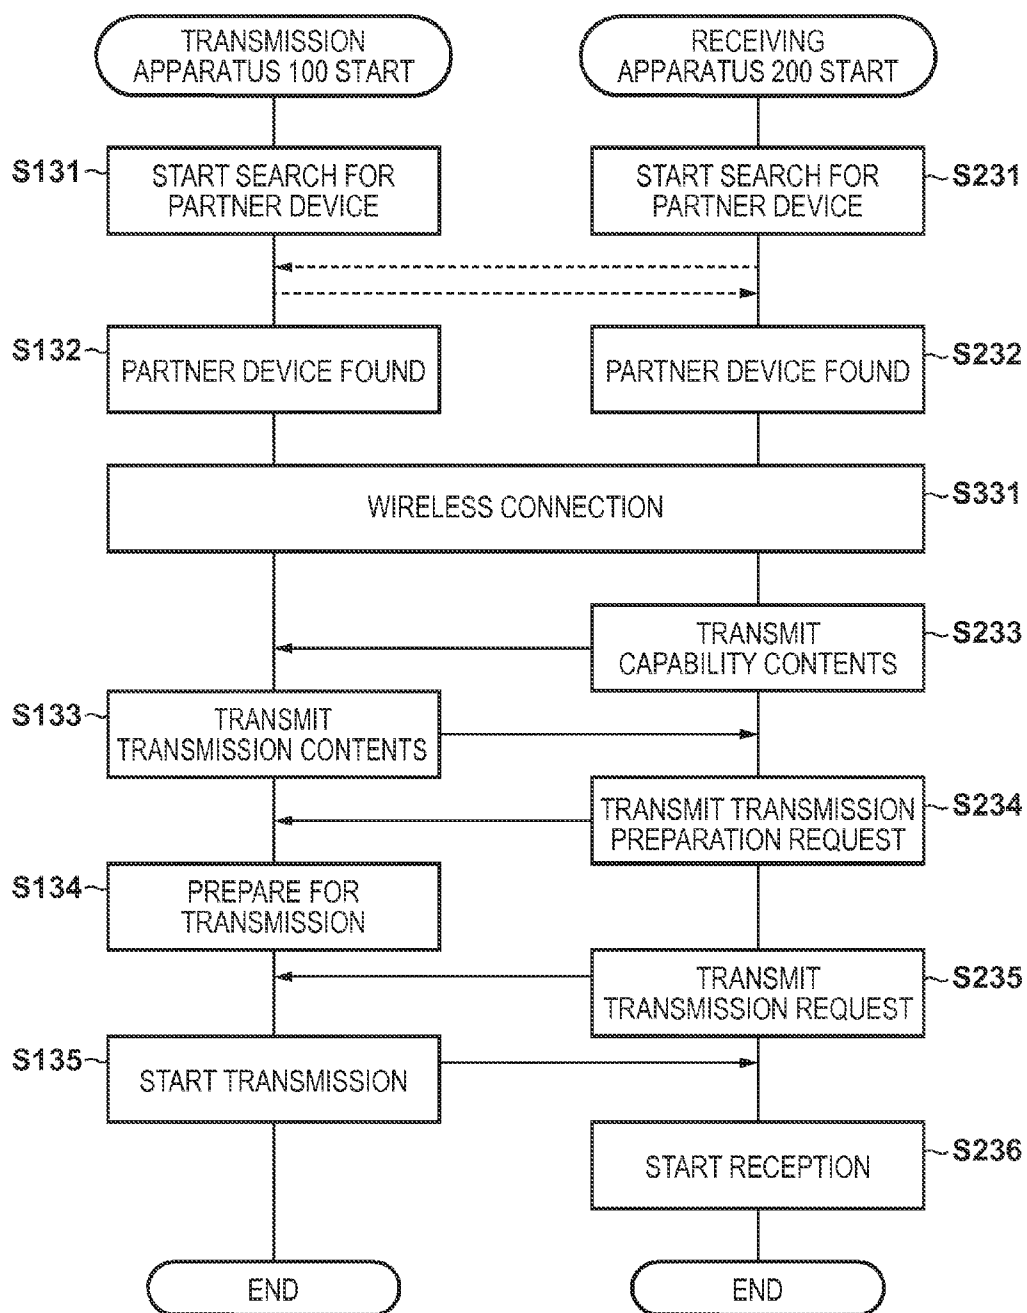 TRANSMISSION
APPARATUS 100 START
RECEIVING
APPARATUS 200 START
S131
START SEARCH FOR
PARTNER DEVICE
START SEARCH FOR
PARTNER DEVICE
S231
S132
PARTNER DEVICE FOUND
PARTNER DEVICE FOUND
S232
WIRELESS CONNECTION
S331
TRANSMIT
CAPABILITY CONTENTS
S233
S133
TRANSMIT
TRANSMISSION CONTENTS
TRANSMIT TRANSMISSION
PREPARATION REQUEST
S234
S134
PREPARE FOR
TRANSMISSION
TRANSMIT
TRANSMISSION REQUEST
S235
S135
START TRANSMISSION
START RECEPTION
S236
END
END